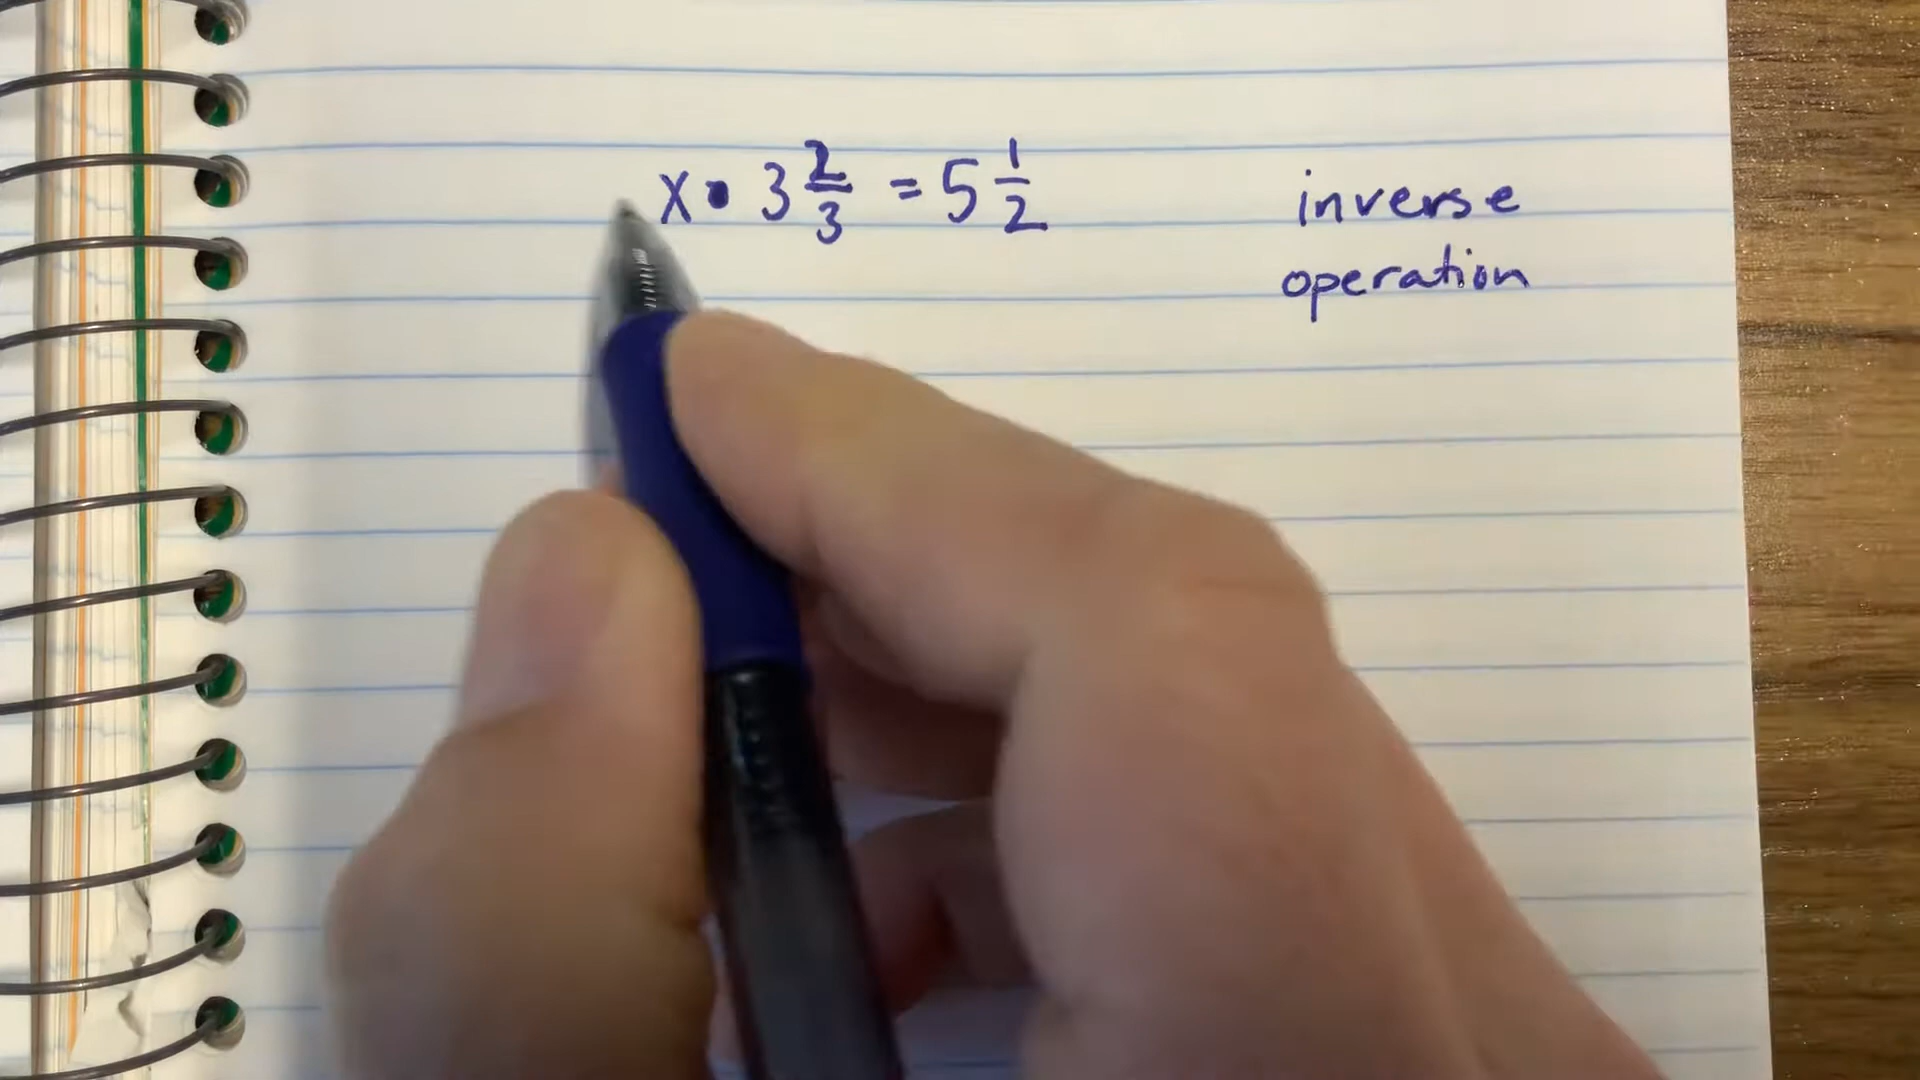 x • 3 2/3 = 5 1/2
inverse
operation